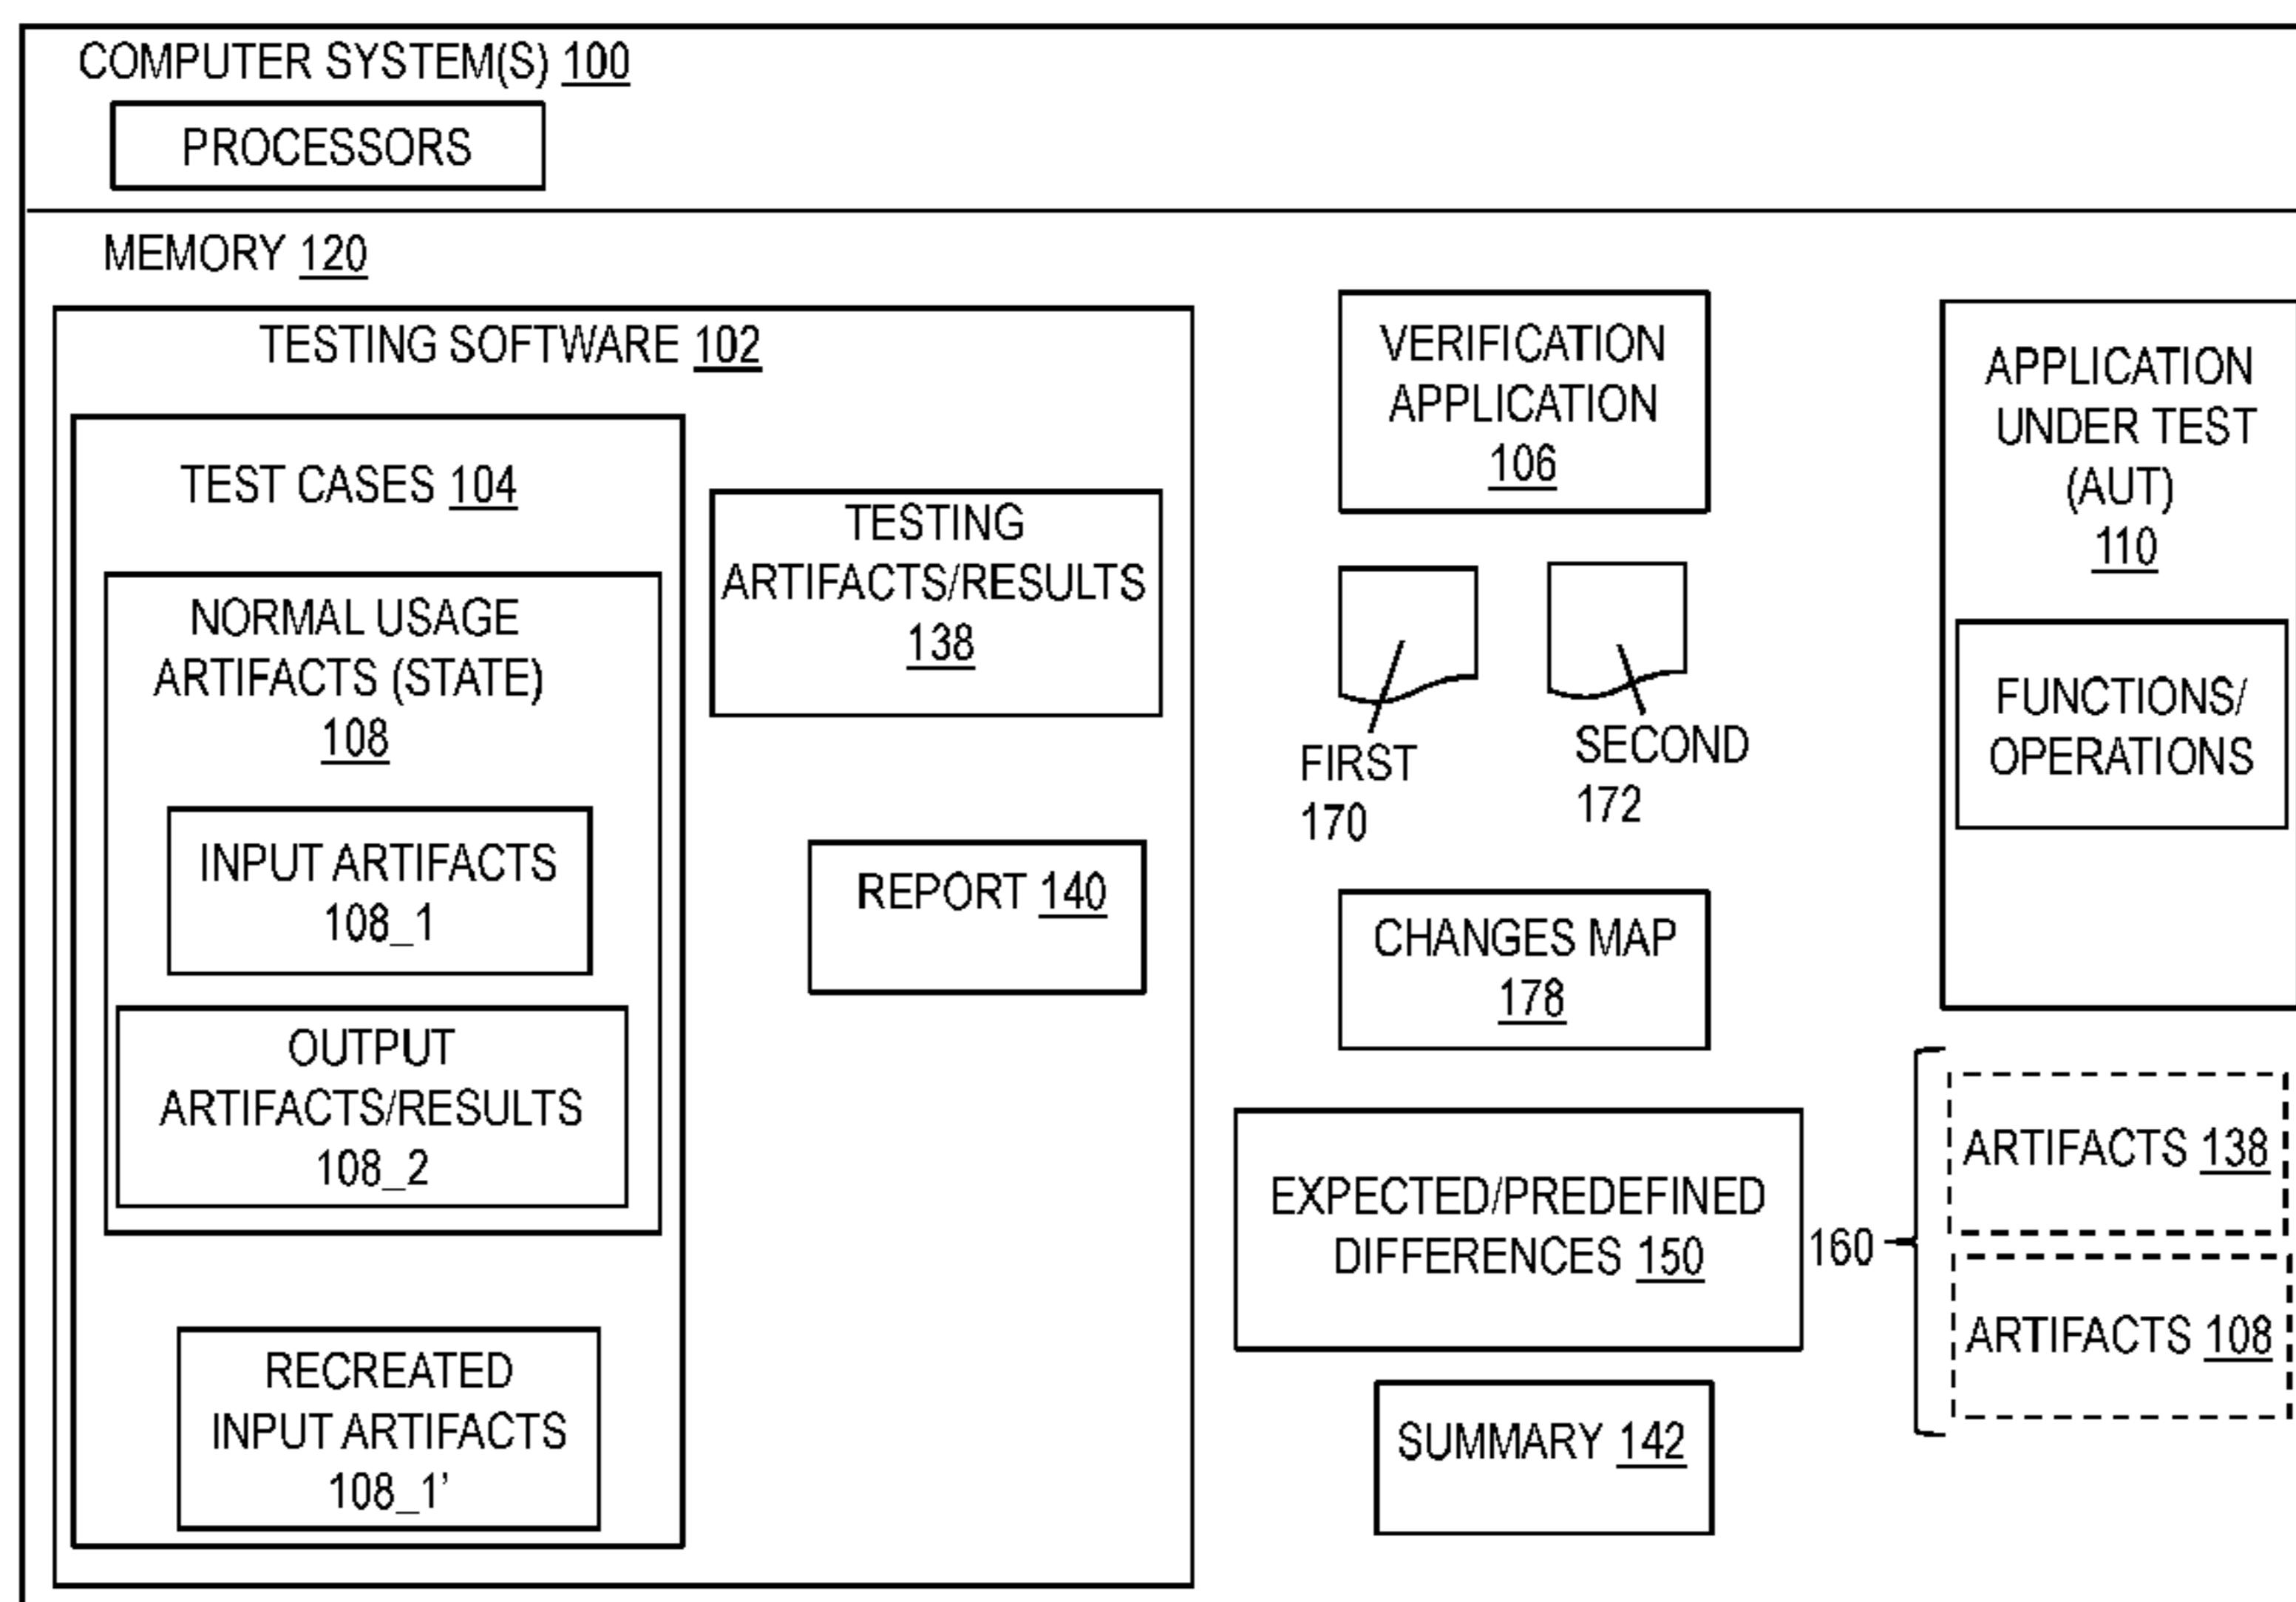 COMPUTER SYSTEM(S) 100
PROCESSORS
MEMORY 120
TESTING SOFTWARE 102
TEST CASES 104
NORMAL USAGE
ARTIFACTS (STATE)
108
INPUT ARTIFACTS
108_1
OUTPUT
ARTIFACTS/RESULTS
108_2
RECREATED
INPUT ARTIFACTS
108_1’
TESTING
ARTIFACTS/RESULTS
138
REPORT 140
VERIFICATION
APPLICATION
106
FIRST
170
SECOND
172
CHANGES MAP
178
EXPECTED/PREDEFINED
DIFFERENCES 150
SUMMARY 142
APPLICATION
UNDER TEST
(AUT)
110
FUNCTIONS/
OPERATIONS
160
ARTIFACTS 138
ARTIFACTS 108